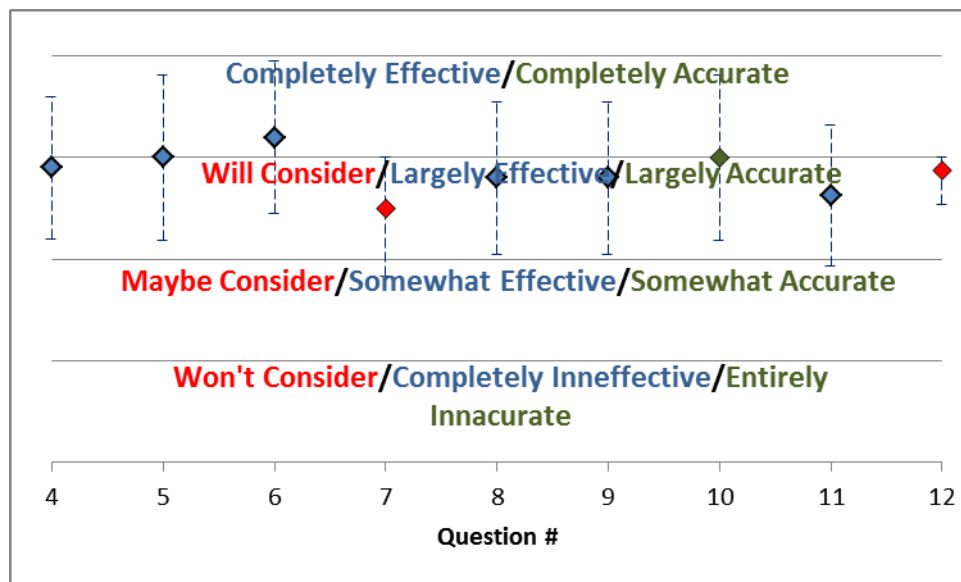 Completely Effective/Completely Accurate
Will Consider/Largely Effective/Largely Accurate
Maybe Consider/Somewhat Effective/Somewhat Accurate
Won't Consider/Completely Inneffective/Entirely
Innacurate
4 5 6 7 8 9 10 11 12
Question #